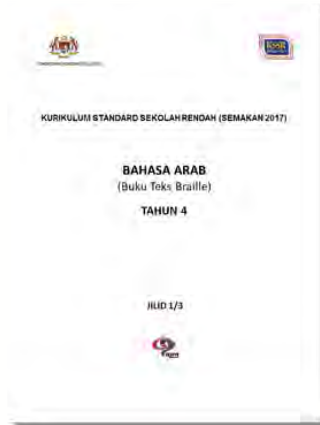 KURIKULUM STANDARD SEKOLAH RENDAH (SEMAKAN 2017)
BAHASA ARAB
(Buku Teks Braille)
TAHUN 4
JILID 1/3